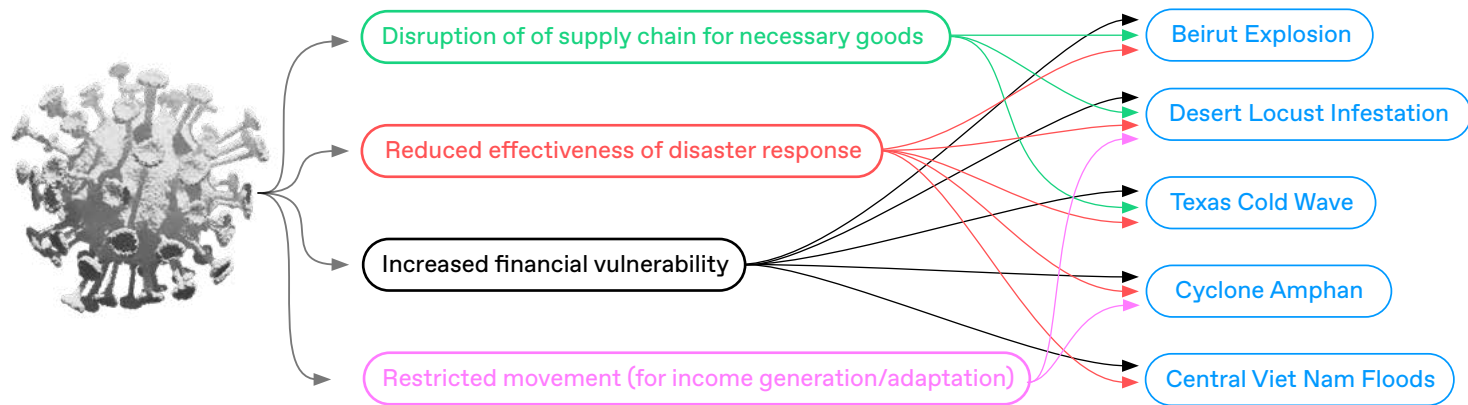 Disruption of of supply chain for necessary goods
Reduced effectiveness of disaster response
Increased financial vulnerability
Restricted movement (for income generation/adaptation)
Beirut Explosion
Desert Locust Infestation
Texas Cold Wave
Cyclone Amphan
Central Viet Nam Floods